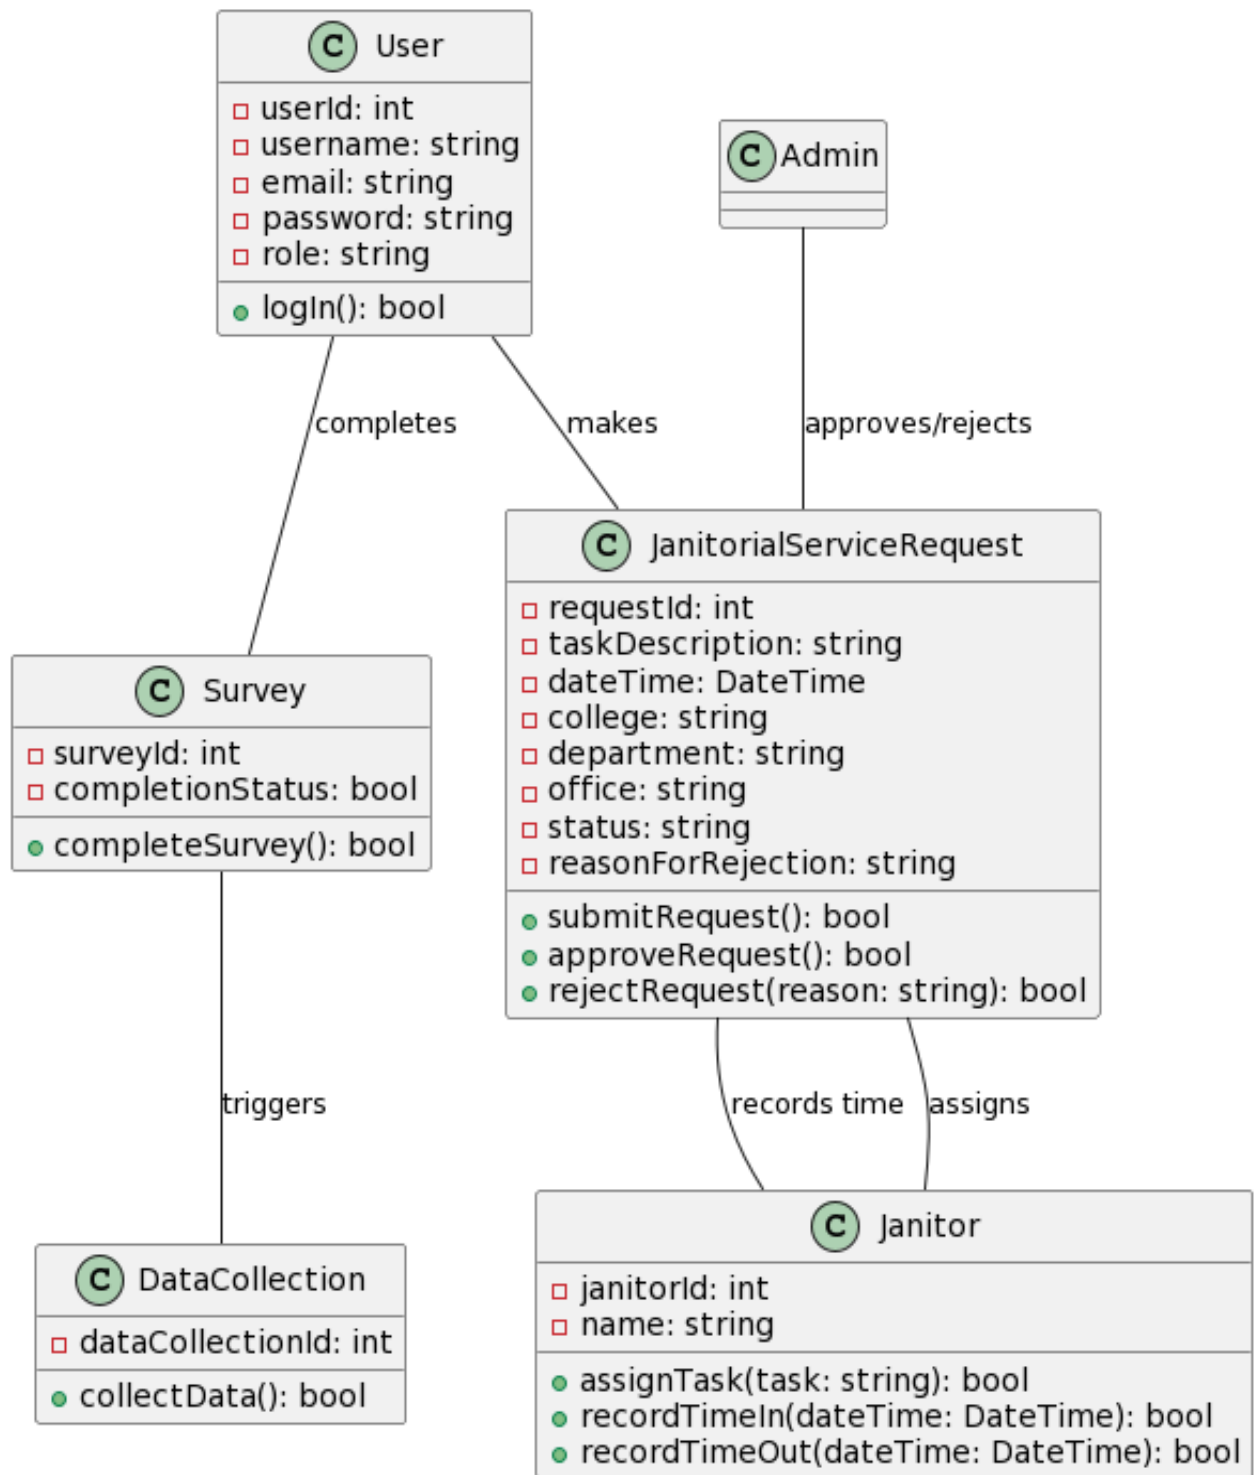 C User
userId: int
username: string
email: string
password: string
role: string
logIn(): bool
C Admin
completes
makes
approves/rejects
C JanitorialServiceRequest
requestId: int
taskDescription: string
dateTime: DateTime
college: string
department: string
office: string
status: string
reasonForRejection: string
submitRequest(): bool
approveRequest(): bool
rejectRequest(reason: string): bool
C Survey
surveyId: int
completionStatus: bool
completeSurvey(): bool
triggers
records time
assigns
C DataCollection
dataCollectionId: int
collectData(): bool
C Janitor
janitorId: int
name: string
assignTask(task: string): bool
recordTimeIn(dateTime: DateTime): bool
recordTimeOut(dateTime: DateTime): bool